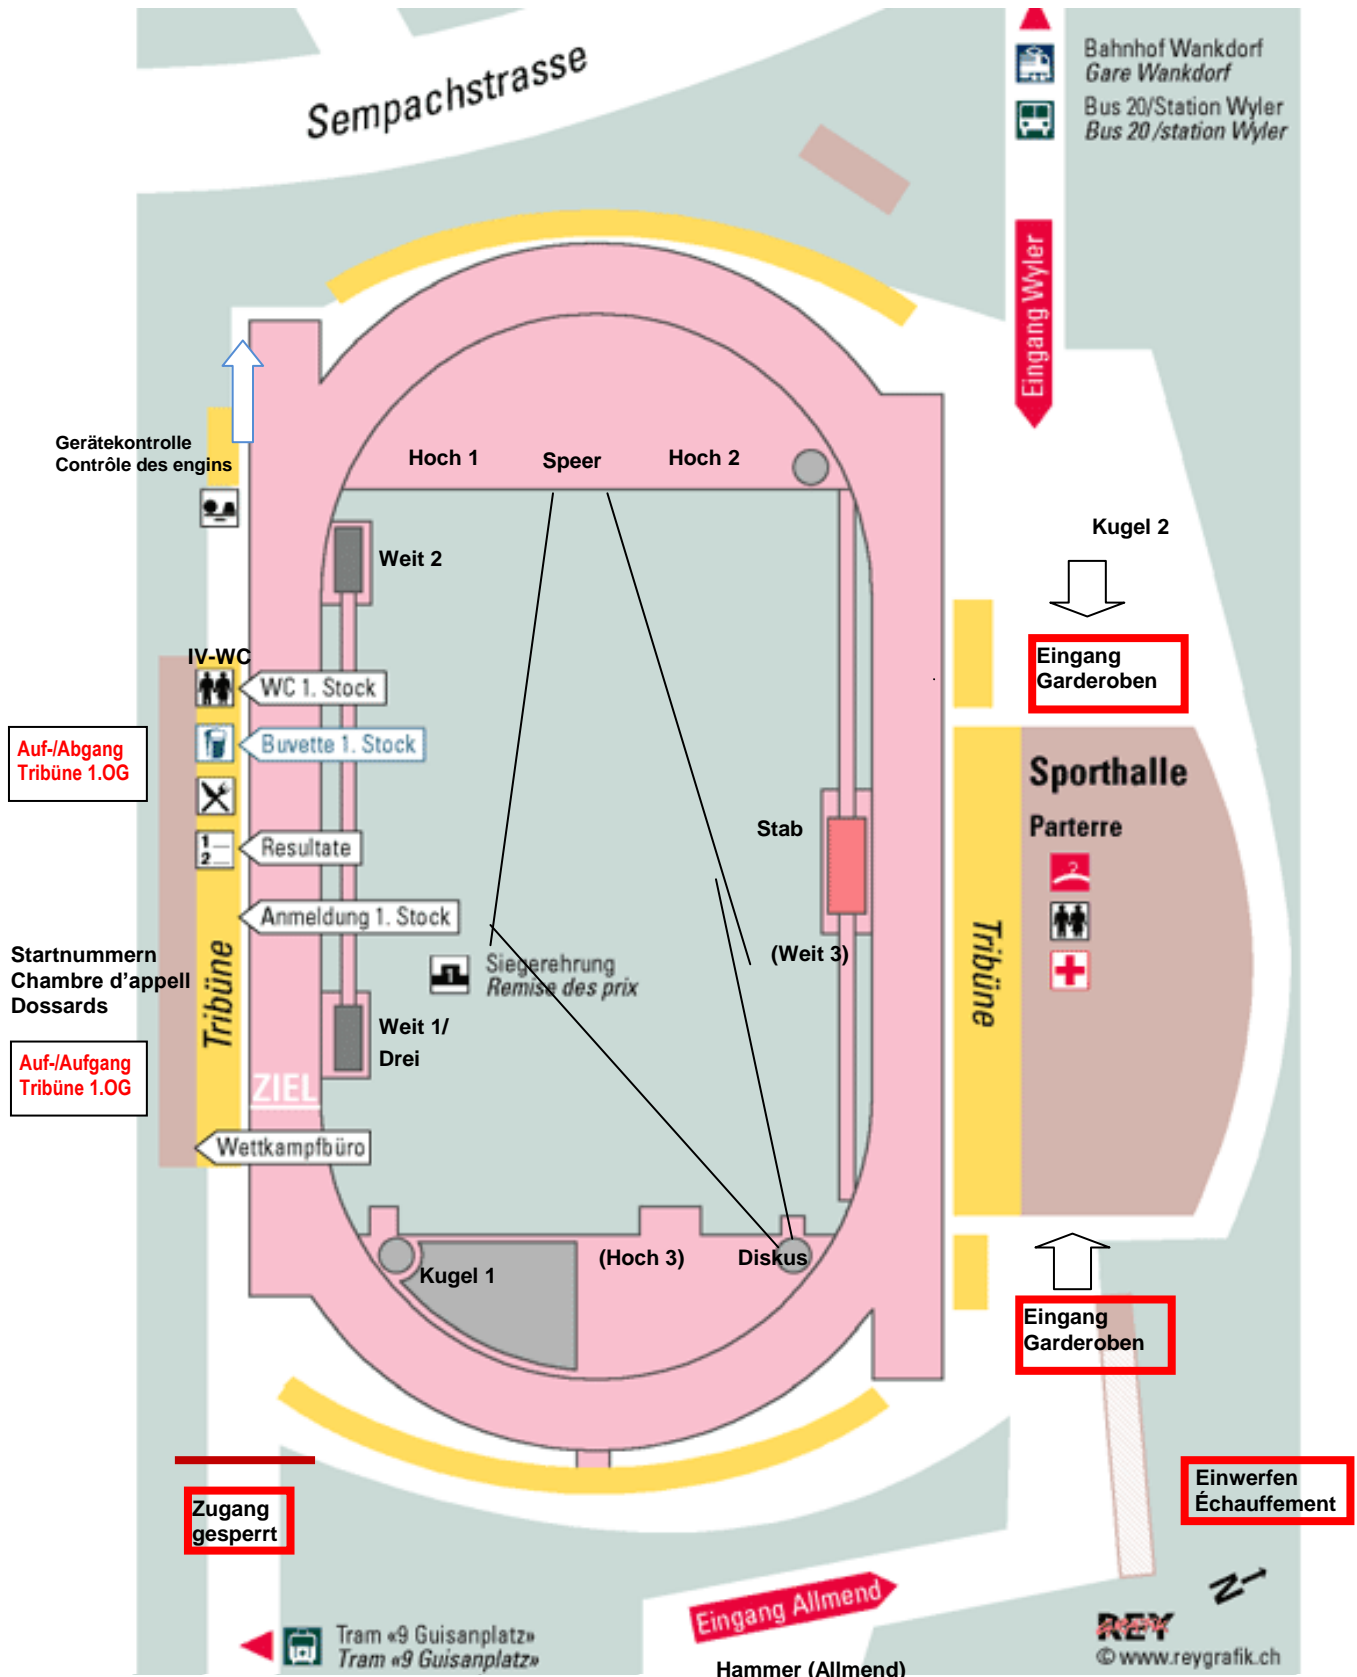 Sempachstrasse
Bahnhof Wankdorf
Gare Wankdorf
Bus 20/Station Wyler
Bus 20/station Wyler
Eingang Wyler
Gerätekontrolle
Contrôle des engins
Hoch 1
Speer
Hoch 2
Kugel 2
Weit 2
Eingang
Garderoben
IV-WC
WC 1. Stock
Auf-/Abgang
Tribüne 1.OG
Buvette 1. Stock
Sporthalle
Parterre
2
Stab
1
2
Resultate
Anmeldung 1. Stock
Startnummern
Chambre d'appell
Dossards
Tribüne
1
Siegerehrung
Remise des prix
(Weit 3)
Tribüne
Weit 1/
Drei
Auf-/Aufgang
Tribüne 1.OG
ZIEL
Wettkampfbüro
(Hoch 3)
Diskus
Kugel 1
Eingang
Garderoben
Zugang
gesperrt
Einwerfen
Échauffement
Eingang Allmend
N
Tram «9 Guisanplatz»
Tram «9 Guisanplatz»
Hammer (Allmend)
REY
GRAFIK
© www.reygrafik.ch